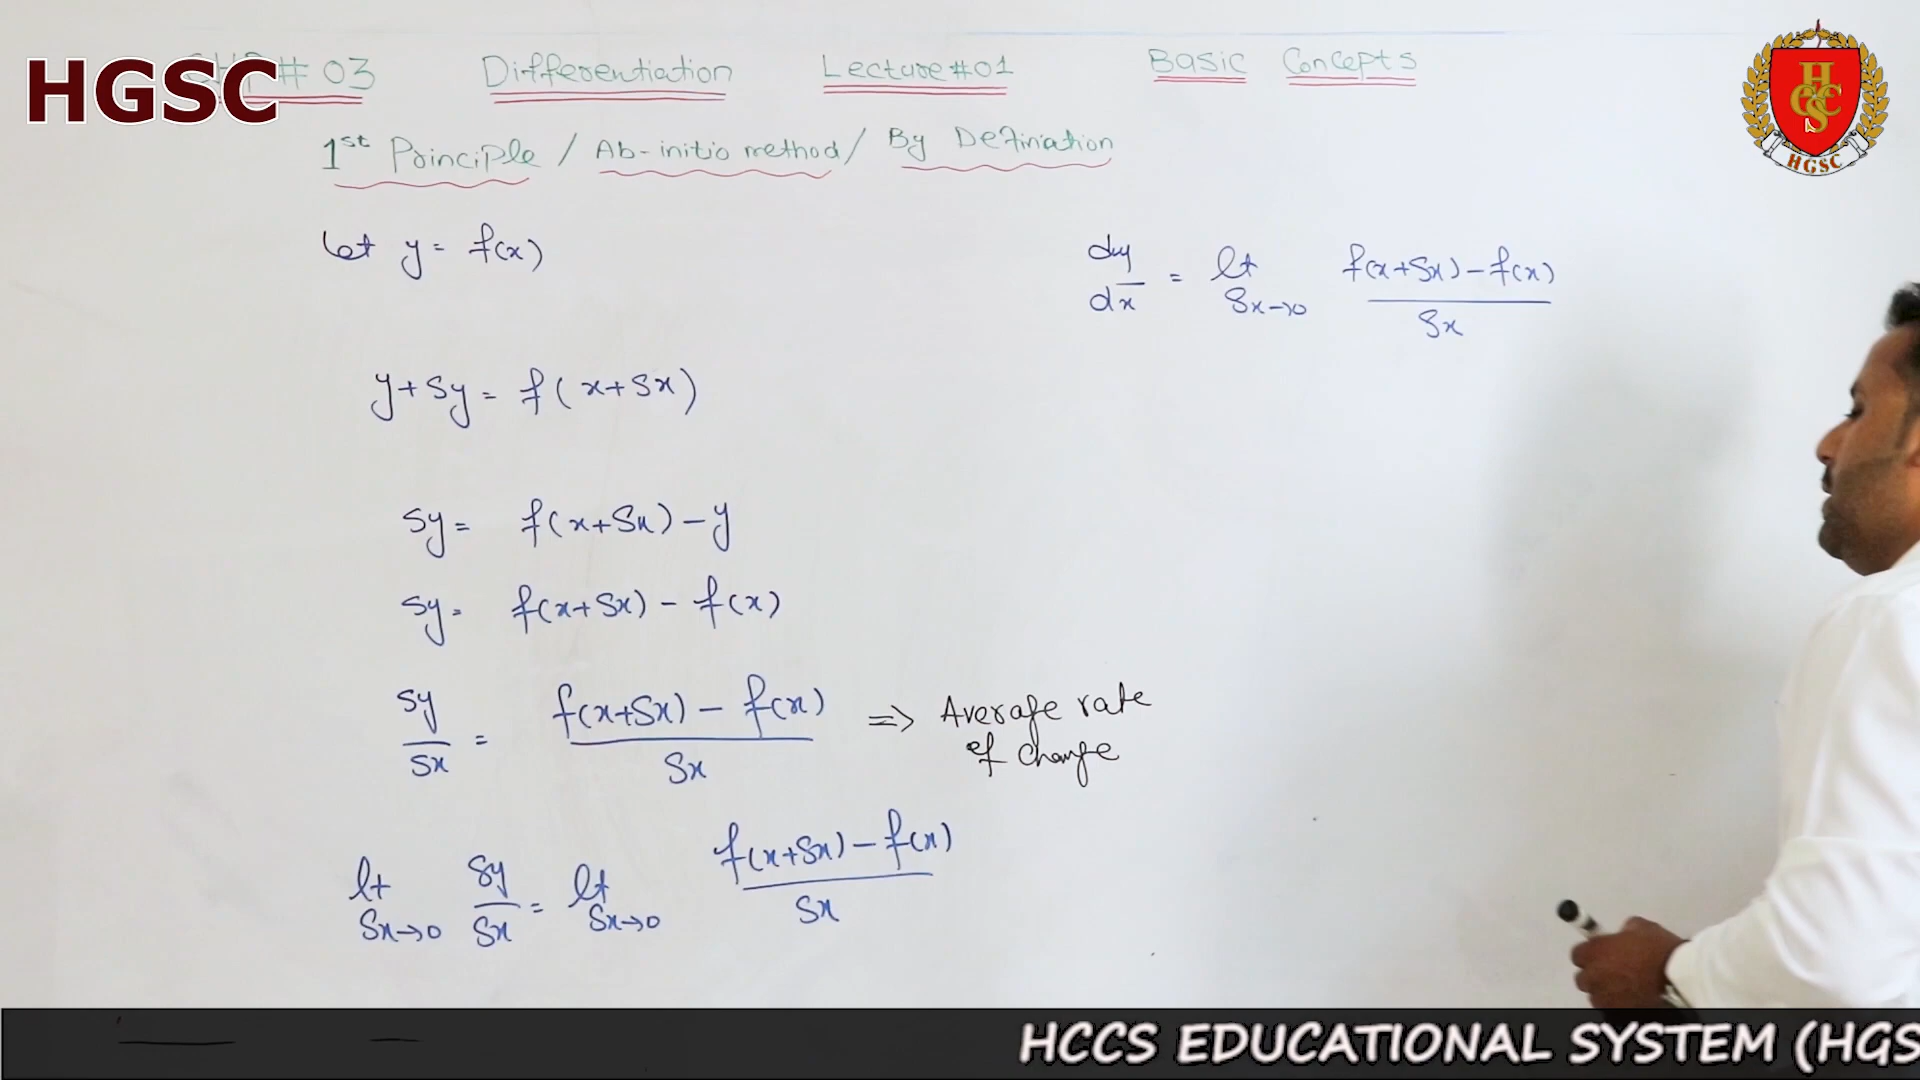 HGSC
# 03 Differentiation Lecture #01 Basic Concepts
1st Principle / Ab-initio method / By Defination
let y = f(x)
y+δy = f(x+δx)
δy = f(x+δx) - y
δy = f(x+δx) - f(x)
δy/δx = f(x+δx) - f(x)/δx => Average rate
of change
lt δx→0 δy/δx = lt δx→0 f(x+δx) - f(x)/δx
dy/dx = lt δx→0 f(x+δx) - f(x)/δx
HGSC
HGSC
HCCS EDUCATIONAL SYSTEM (HGS